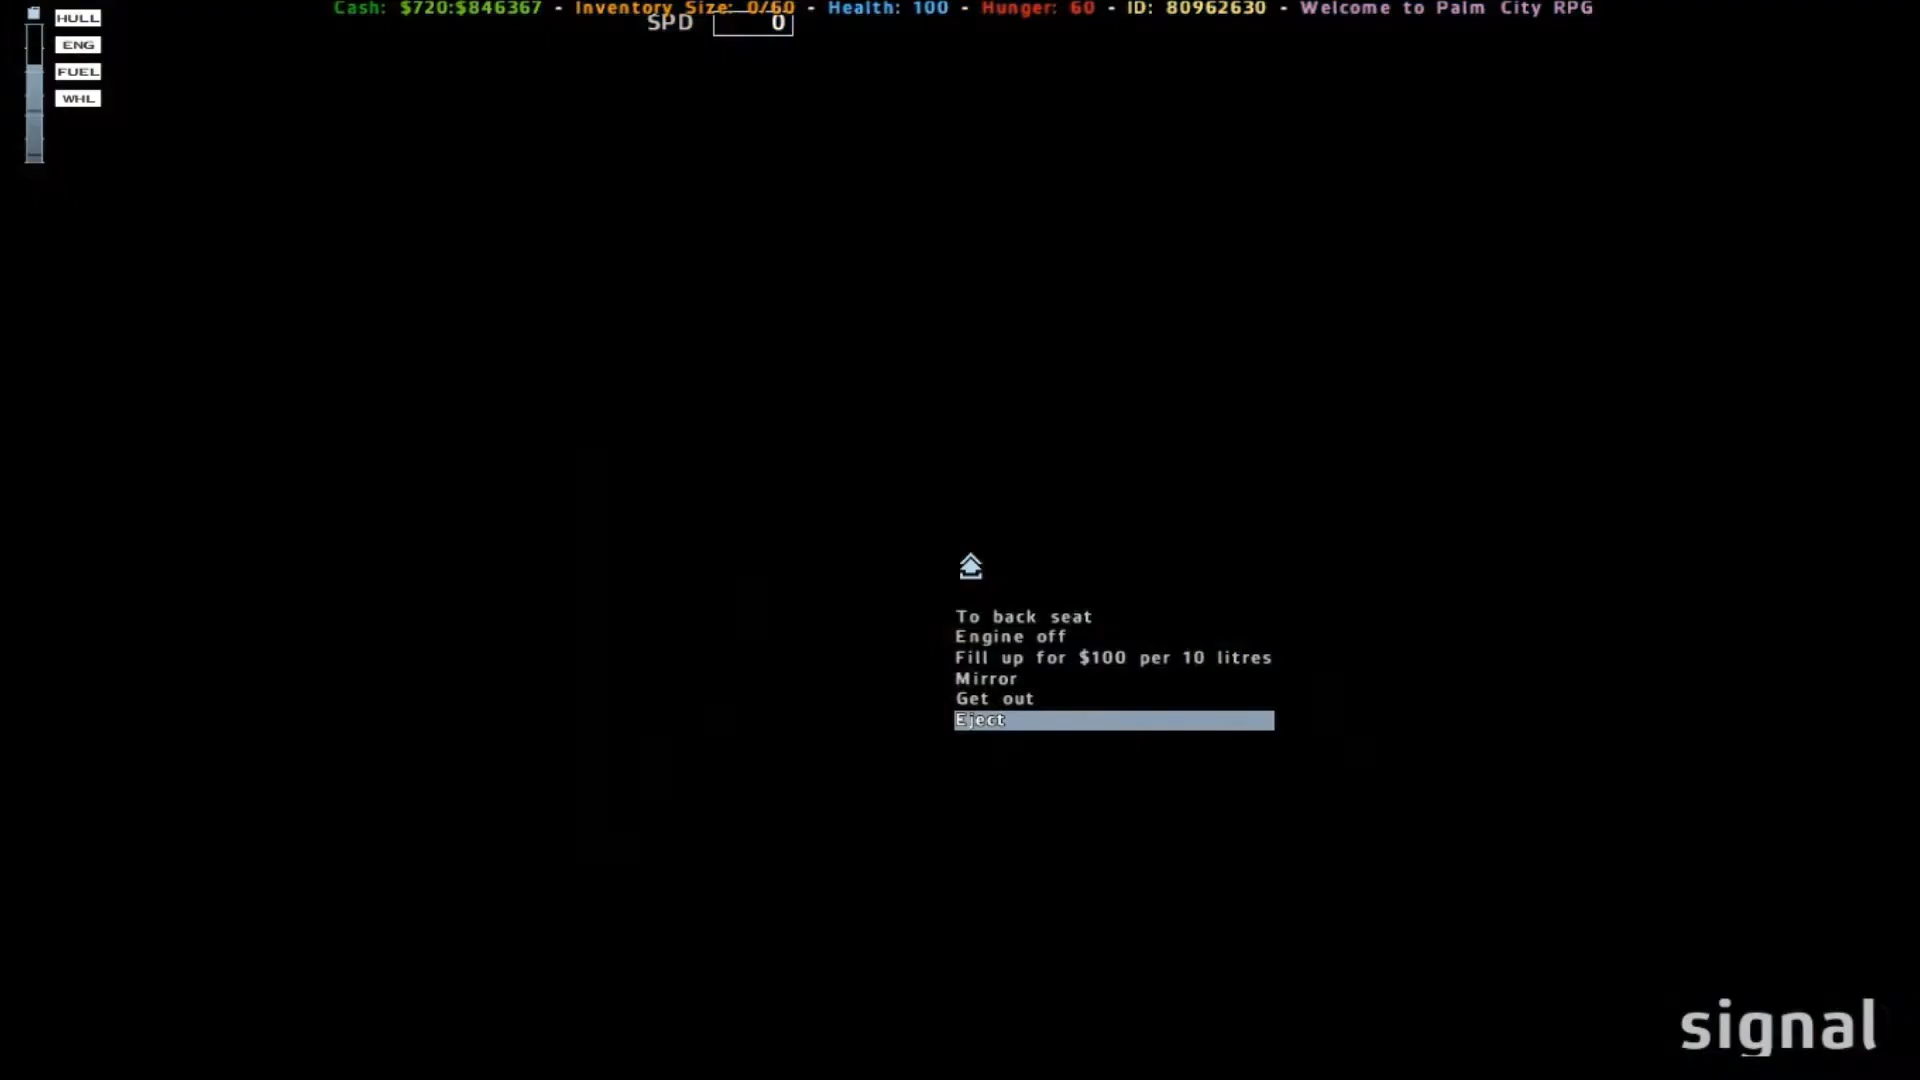 Cash: $720:$846367 - Inventory Size: 0/60 - Health: 100 - Hunger: 60 - ID: 80962630 - Welcome to Palm City RPG
HULL
SPD 0
ENG
FUEL
WHL
To back seat
Engine off
Fill up for $100 per 10 litres
Mirror
Get out
Eject
signal